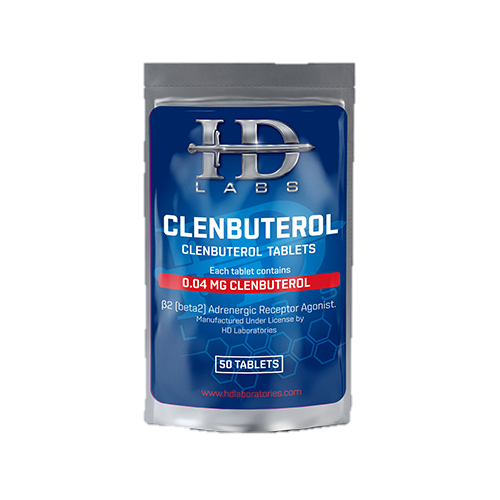 HD
LABS
CLENBUTEROL
CLENBUTEROL TABLETS
Each tablet contains
0.04 MG CLENBUTEROL
β2 (beta2) Adrenergic Receptor Agonist.
Manufactured Under License by
HD Laboratories
50 TABLETS
www.hdlaboratories.com